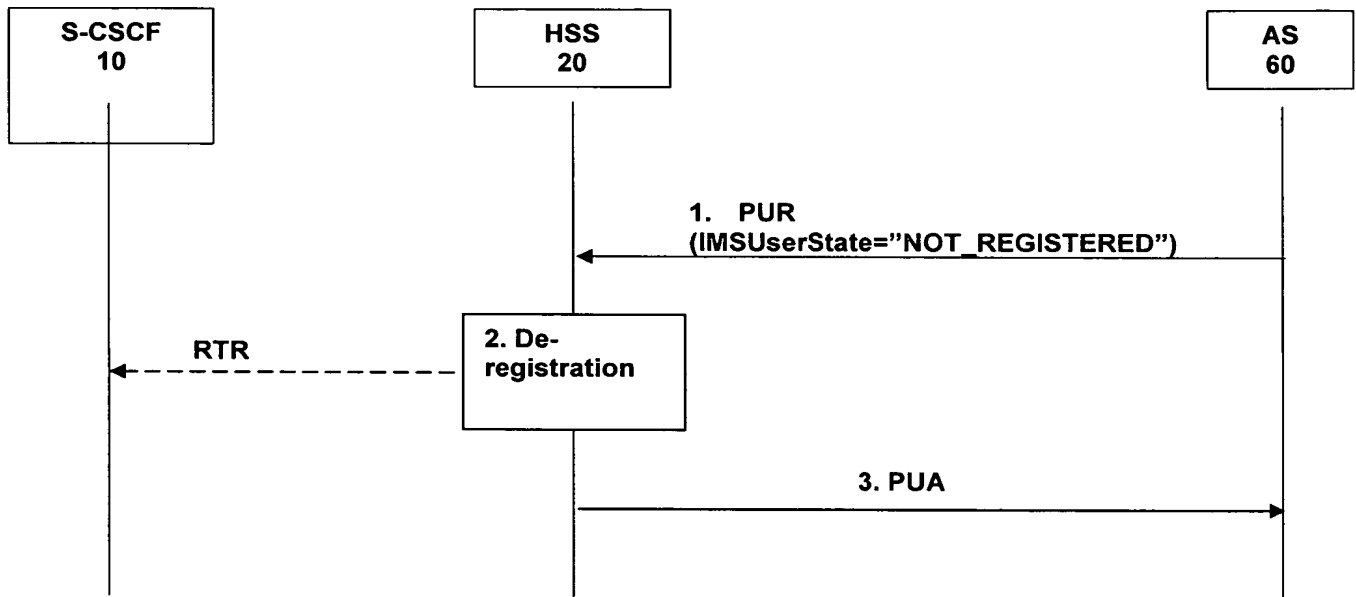 S-CSCF
10
HSS
20
AS
60
1. PUR
(IMSUserState="NOT_REGISTERED")
2. De-
registration
RTR
3. PUA